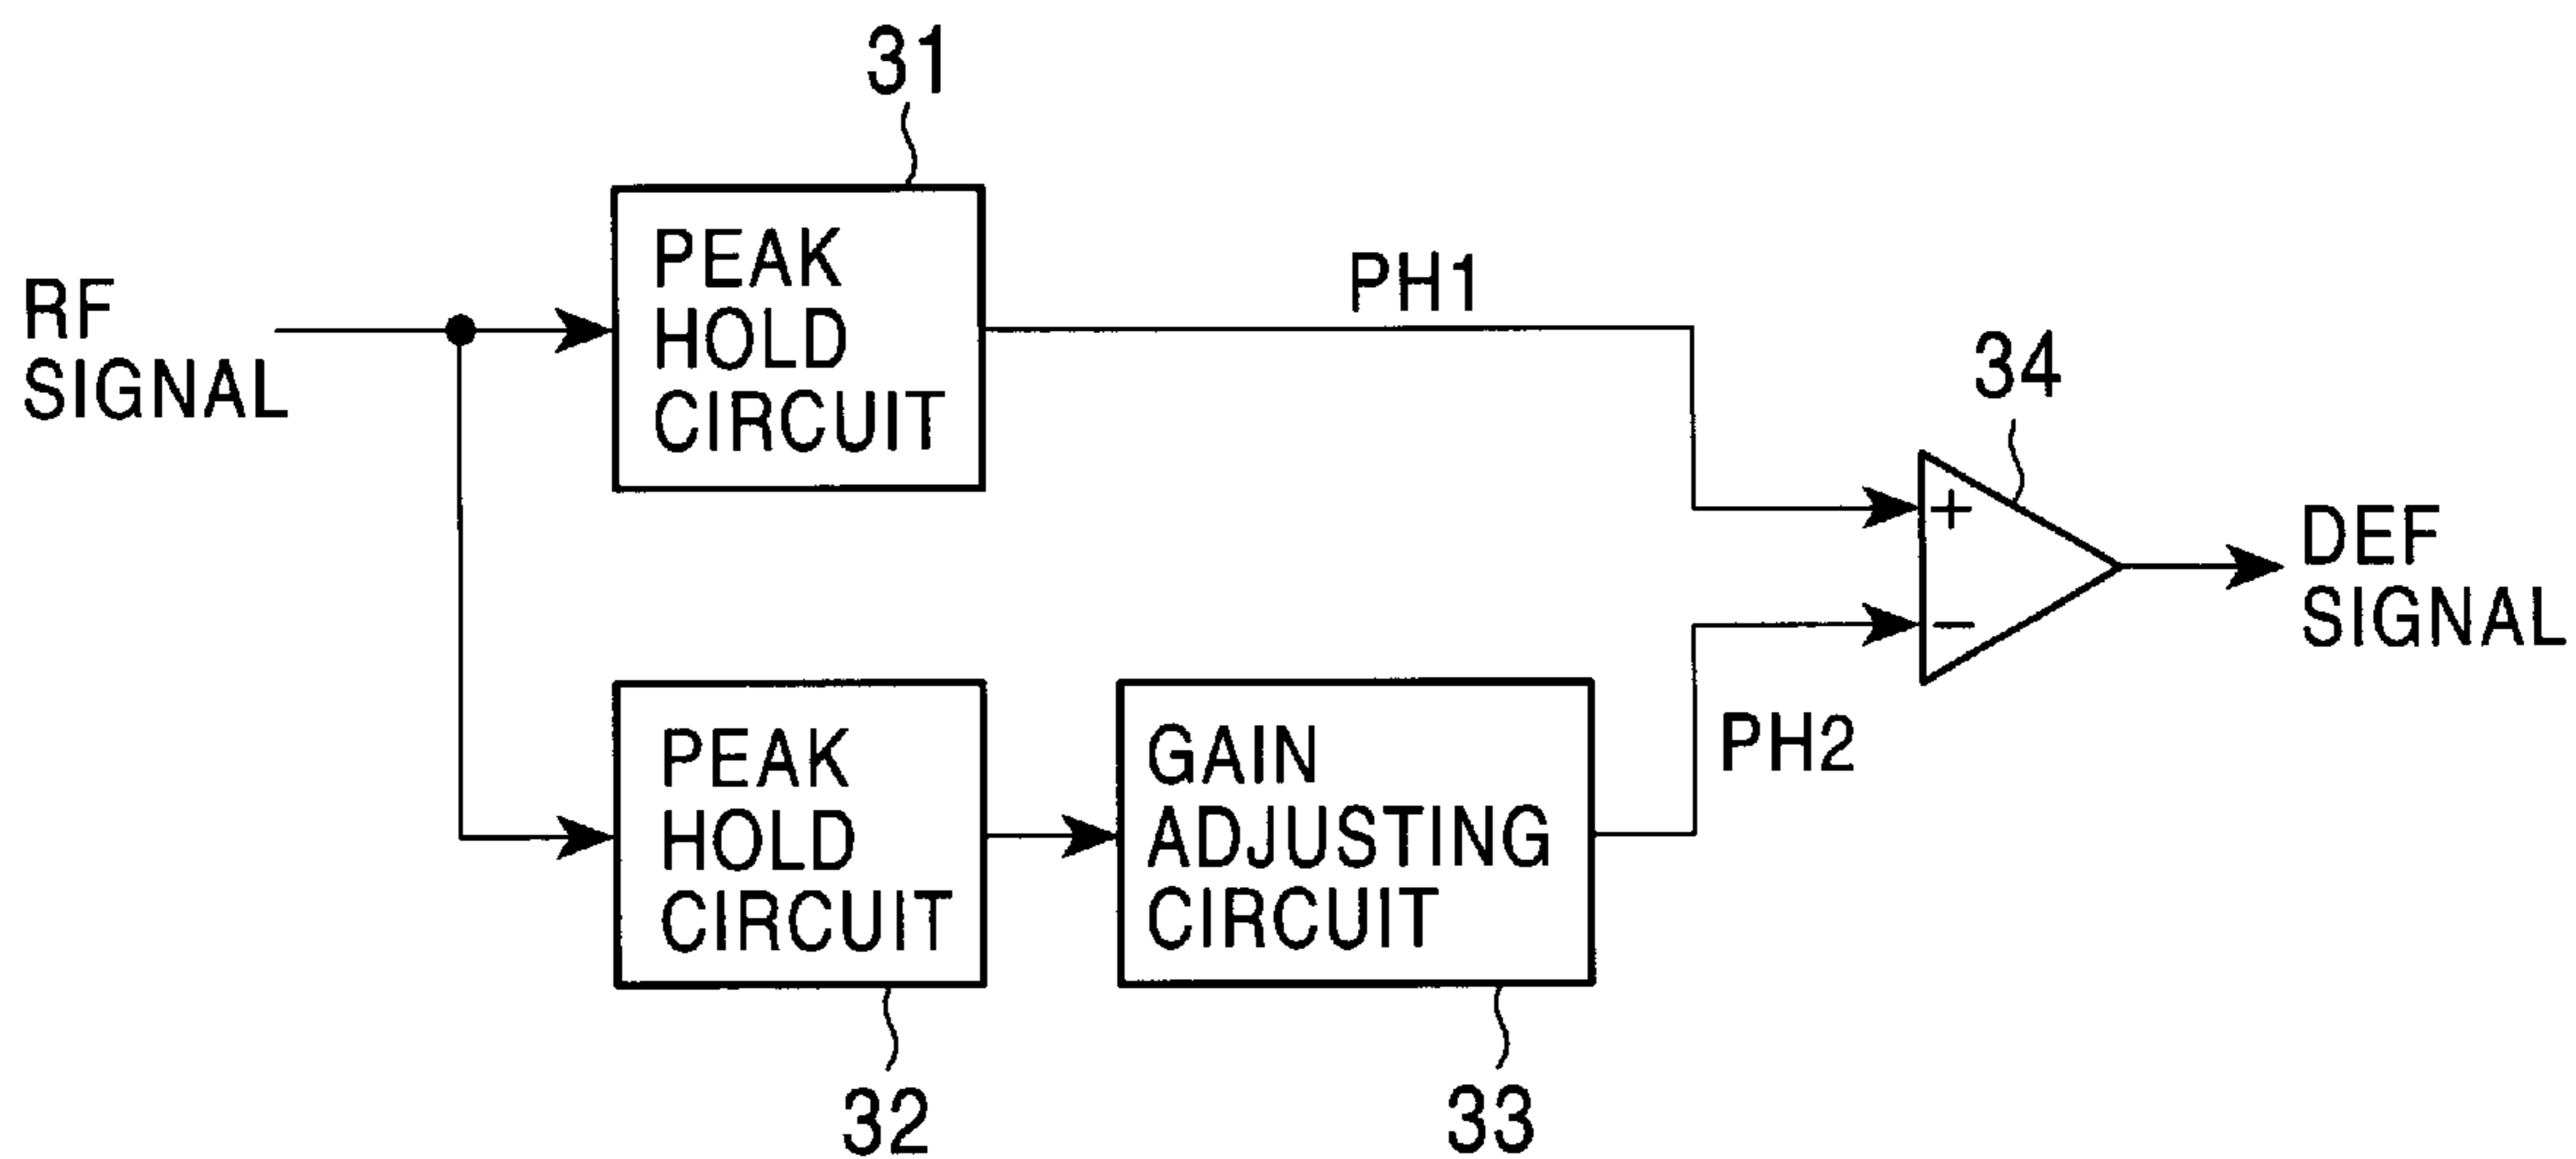 31
PEAK
HOLD
CIRCUIT
RF
SIGNAL
PH1
34
+
−
DEF
SIGNAL
PH2
PEAK
HOLD
CIRCUIT
GAIN
ADJUSTING
CIRCUIT
32
33